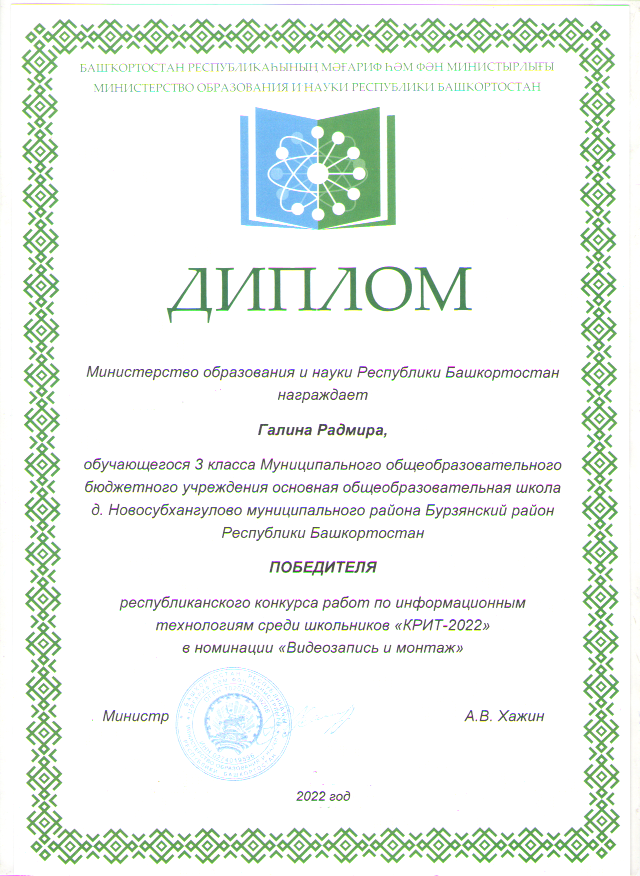 БАШҠОРТОСТАН РЕСПУБЛИКАҺЫНЫҢ МӘҒАРИФ ҺӘМ ФӘН МИНИСТРЛЫҒЫ
МИНИСТЕРСТВО ОБРАЗОВАНИЯ И НАУКИ РЕСПУБЛИКИ БАШКОРТОСТАН
ДИПЛОМ
Министерство образования и науки Республики Башкортостан
награждает
Галина Радмира,
обучающегося 3 класса Муниципального общеобразовательного
бюджетного учреждения основная общеобразовательная школа
д. Новосубхангулово муниципального района Бурзянский район
Республики Башкортостан
ПОБЕДИТЕЛЯ
республиканского конкурса работ по информационным
технологиям среди школьников «КРИТ-2022»
в номинации «Видеозапись и монтаж»
Министр А.В. Хажин
2022 год